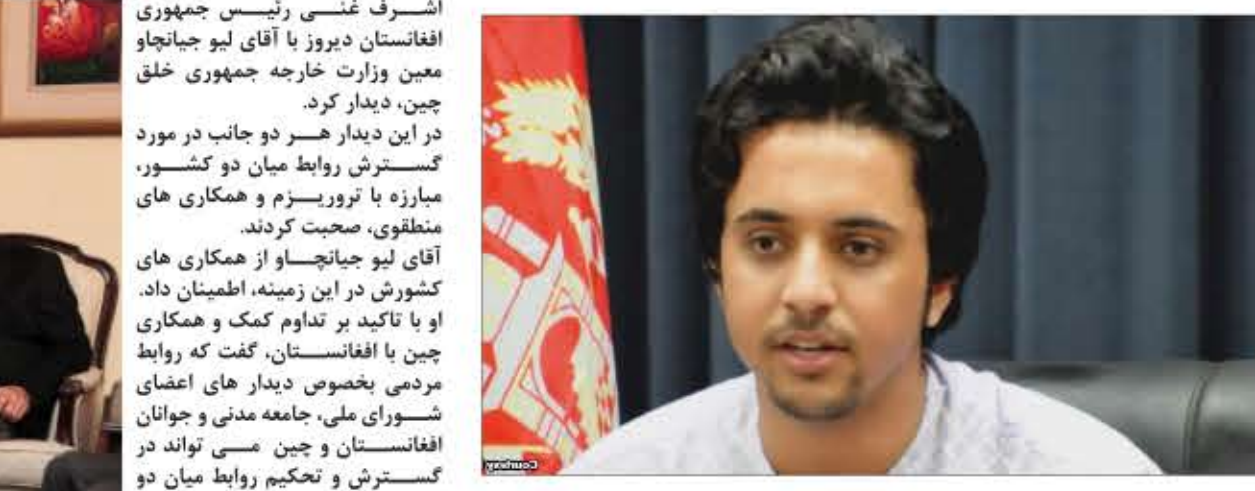 اشرف غنی رئیس جمهوری
افغانستان دیروز با آقای لیو جیانچاو
معین وزارت خارجه جمهوری خلق
چین، دیدار کرد.
در این دیدار هر دو جانب در مورد
گسترش روابط میان دو کشور،
مبارزه با تروریزم و همکاری های
منطقوی، صحبت کردند.
آقای لیو جیانچاو از همکاری های
کشورش در این زمینه، اطمینان داد.
او با تاکید بر تداوم کمک و همکاری
چین با افغانستان، گفت که روابط
مردمی بخصوص دیدار های اعضای
شورای ملی، جامعه مدنی و جوانان
افغانستان و چین می تواند در
گسترش و تحکیم روابط میان دو
Courtesy